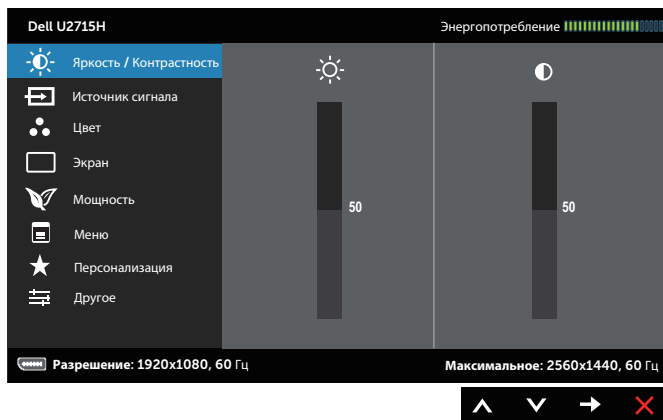 Dell U2715H
Энергопотребление
Яркость / Контрастность
Источник сигнала
Цвет
Экран
Мощность
Меню
Персонализация
Другое
50
50
Разрешение: 1920x1080, 60 Гц
Максимальное: 2560x1440, 60 Гц